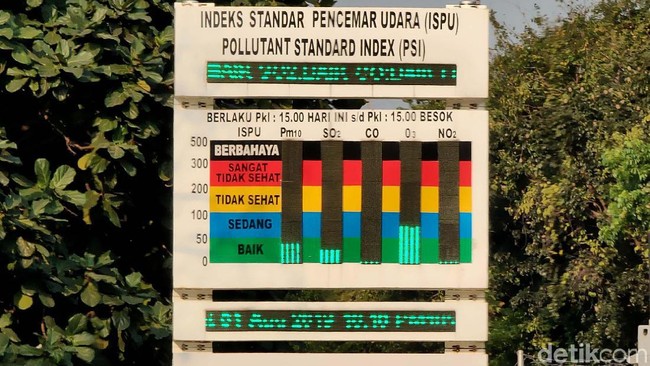 INDEKS STANDAR PENCEMAR UDARA (ISPU)
POLLUTANT STANDARD INDEX (PSI)
BERLAKU Pkl : 15.00 HARI INI s/d Pkl : 15.00 BESOK
ISPU Pm10 SO2 CO O3 NO2
500 BERBAHAYA
300 SANGAT TIDAK SEHAT
200 TIDAK SEHAT
100 SEDANG
50 BAIK
0
2019
detikcom